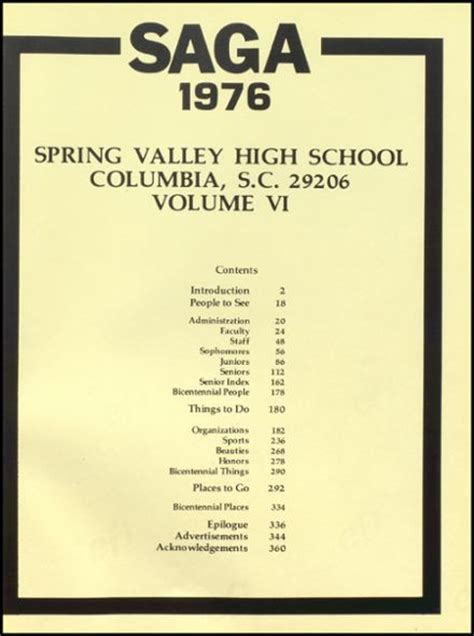 SAGA
1976
SPRING VALLEY HIGH SCHOOL
COLUMBIA, S.C. 29206
VOLUME VI
Contents
Introduction 2
People to See 18
Administration 20
Faculty 24
Staff 48
Sophomores 56
Juniors 86
Seniors 112
Senior Index 162
Bicentennial People 178
Things to Do 180
Organizations 182
Sports 236
Beauties 268
Honors 278
Bicentennial Things 290
Places to Go 292
Bicentennial Places 334
Epilogue 336
Advertisements 344
Acknowledgements 360